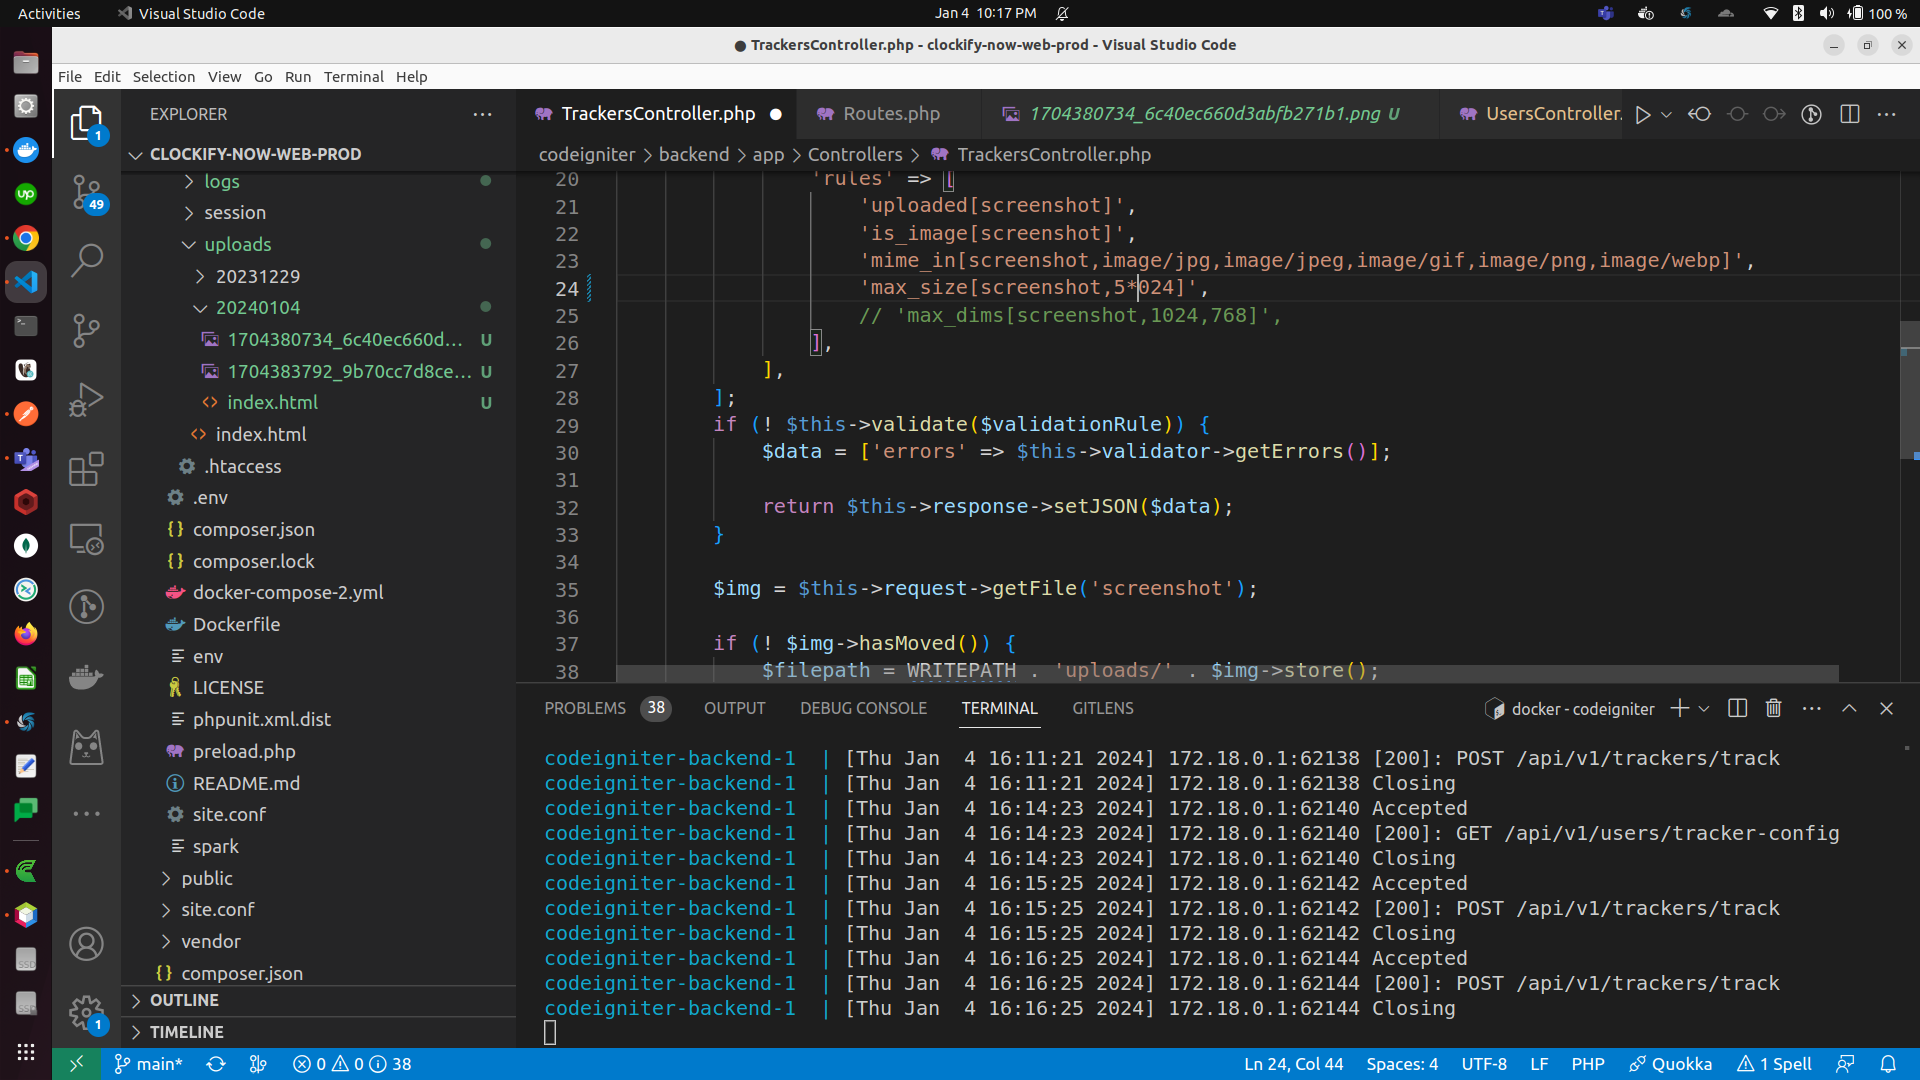 Activities Visual Studio Code Jan 4 10:17 PM 100 %
● TrackersController.php - clockify-now-web-prod - Visual Studio Code
File Edit Selection View Go Run Terminal Help
EXPLORER
CLOCKIFY-NOW-WEB-PROD
logs
session
uploads
20231229
20240104
1704380734_6c40ec660d... U
1704383792_9b70cc7d8ce... U
index.html U
index.html
.htaccess
.env
composer.json
composer.lock
docker-compose-2.yml
Dockerfile
env
LICENSE
phpunit.xml.dist
preload.php
README.md
site.conf
spark
public
site.conf
vendor
composer.json
OUTLINE
TIMELINE
1
49
1
TrackersController.php Routes.php 1704380734_6c40ec660d3abfb271b1.png U UsersController.
codeigniter > backend > app > Controllers > TrackersController.php
20 'rules' => [
21 'uploaded[screenshot]',
22 'is_image[screenshot]',
23 'mime_in[screenshot,image/jpg,image/jpeg,image/gif,image/png,image/webp]',
24 'max_size[screenshot,5*024]',
25 // 'max_dims[screenshot,1024,768]',
26 ],
27 ],
28 ];
29 if (! $this->validate($validationRule)) {
30 $data = ['errors' => $this->validator->getErrors()];
31
32 return $this->response->setJSON($data);
33 }
34
35 $img = $this->request->getFile('screenshot');
36
37 if (! $img->hasMoved()) {
38 $filepath = WRITEPATH . 'uploads/' . $img->store();
PROBLEMS 38 OUTPUT DEBUG CONSOLE TERMINAL GITLENS docker - codeigniter
codeigniter-backend-1 | [Thu Jan 4 16:11:21 2024] 172.18.0.1:62138 [200]: POST /api/v1/trackers/track
codeigniter-backend-1 | [Thu Jan 4 16:11:21 2024] 172.18.0.1:62138 Closing
codeigniter-backend-1 | [Thu Jan 4 16:14:23 2024] 172.18.0.1:62140 Accepted
codeigniter-backend-1 | [Thu Jan 4 16:14:23 2024] 172.18.0.1:62140 [200]: GET /api/v1/users/tracker-config
codeigniter-backend-1 | [Thu Jan 4 16:14:23 2024] 172.18.0.1:62140 Closing
codeigniter-backend-1 | [Thu Jan 4 16:15:25 2024] 172.18.0.1:62142 Accepted
codeigniter-backend-1 | [Thu Jan 4 16:15:25 2024] 172.18.0.1:62142 [200]: POST /api/v1/trackers/track
codeigniter-backend-1 | [Thu Jan 4 16:15:25 2024] 172.18.0.1:62142 Closing
codeigniter-backend-1 | [Thu Jan 4 16:16:25 2024] 172.18.0.1:62144 Accepted
codeigniter-backend-1 | [Thu Jan 4 16:16:25 2024] 172.18.0.1:62144 [200]: POST /api/v1/trackers/track
codeigniter-backend-1 | [Thu Jan 4 16:16:25 2024] 172.18.0.1:62144 Closing
main* 0 0 38 Ln 24, Col 44 Spaces: 4 UTF-8 LF PHP Quokka 1 Spell